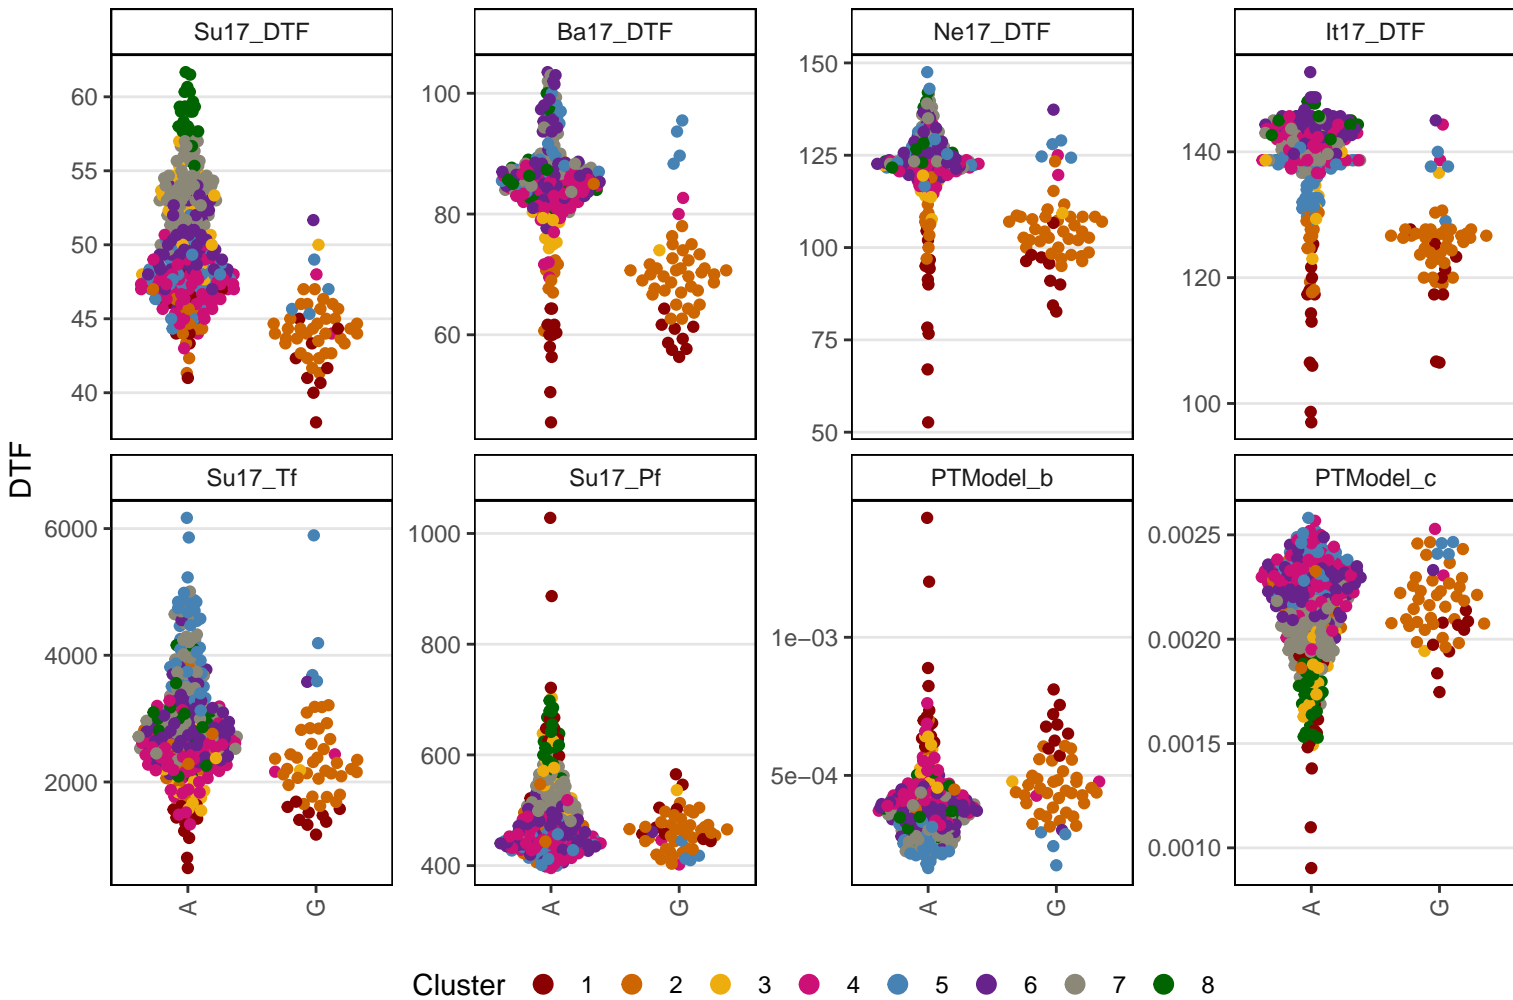 Su17_DTF Ba17_DTF Ne17_DTF It17_DTF
60 55 50 45 40
100 80 60
150 125 100 75 50
140 120 100
DTF
Su17_Tf Su17_Pf PTModel_b PTModel_c
6000 4000 2000
1000 800 600 400
1e−03 5e−04
0.0025 0.0020 0.0015 0.0010
A G A G A G A G
Cluster 1 2 3 4 5 6 7 8